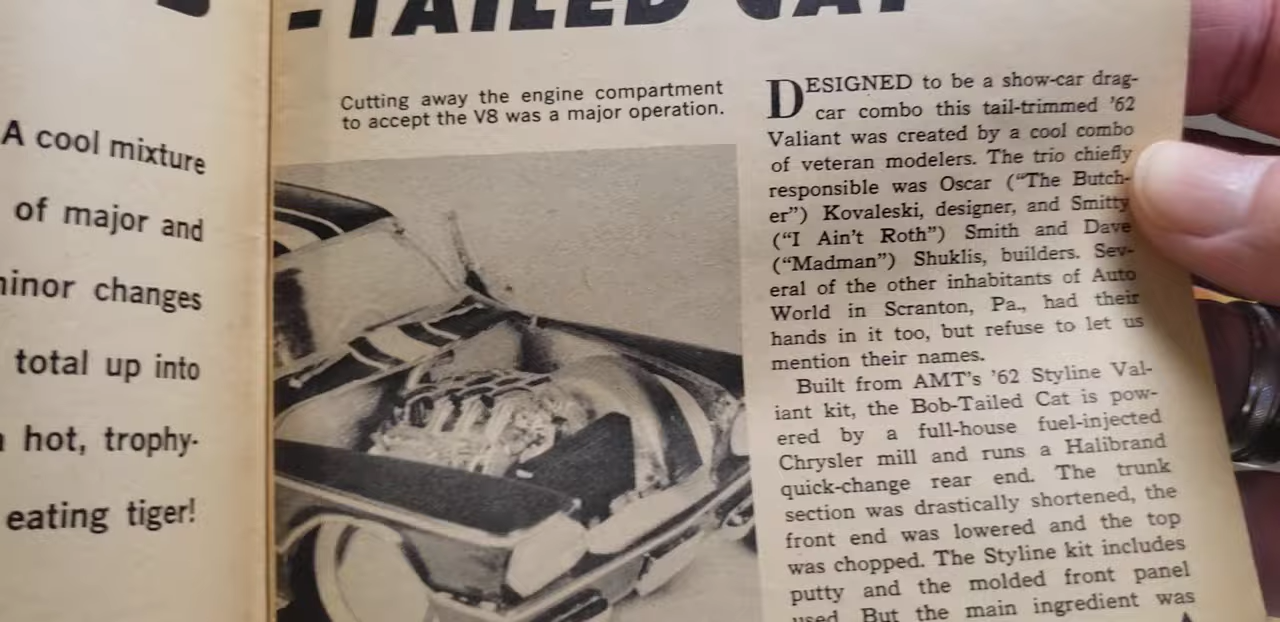 -TAILED CAT
A cool mixture
of major and
minor changes
total up into
hot, trophy-
eating tiger!
Cutting away the engine compartment
to accept the V8 was a major operation.
DESIGNED to be a show-car drag-
car combo this tail-trimmed ’62
Valiant was created by a cool combo
of veteran modelers. The trio chiefly
responsible was Oscar (“The Butch-
er”) Kovaleski, designer, and Smitty
(“I Ain’t Roth”) Smith and Dave
(“Madman”) Shuklis, builders. Sev-
eral of the other inhabitants of Auto
World in Scranton, Pa., had their
hands in it too, but refuse to let us
mention their names.
Built from AMT’s ’62 Styline Val-
iant kit, the Bob-Tailed Cat is pow-
ered by a full-house fuel-injected
Chrysler mill and runs a Halibrand
quick-change rear end. The trunk
section was drastically shortened, the
front end was lowered and the top
was chopped. The Styline kit includes
putty and the molded front panel
used. But the main ingredient was